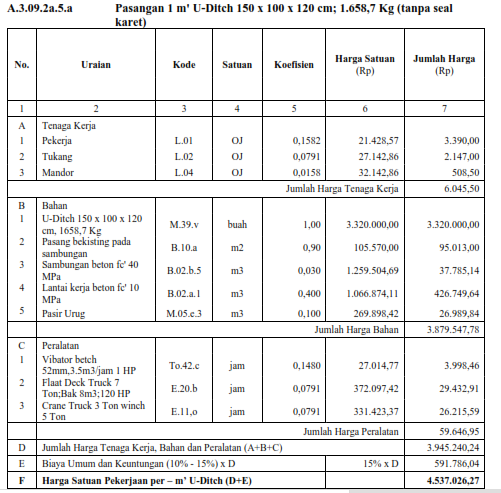 A.3.09.2a.5.a Pasangan 1 m' U-Ditch 150 x 100 x 120 cm; 1.658,7 Kg (tanpa seal
karet)
No. Uraian Kode Satuan Koefisien Harga Satuan (Rp) Jumlah Harga (Rp)
1 2 3 4 5 6 7
A Tenaga Kerja
1 Pekerja L.01 OJ 0,1582 21.428,57 3.390,00
2 Tukang L.02 OJ 0,0791 27.142,86 2.147,00
3 Mandor L.04 OJ 0,0158 32.142,86 508,50
Jumlah Harga Tenaga Kerja 6.045,50
B Bahan
1 U-Ditch 150 x 100 x 120
cm, 1658,7 Kg M.39.v buah 1,00 3.320.000,00 3.320.000,00
2 Pasang bekisting pada
sambungan B.10.a m2 0,90 105.570,00 95.013,00
3 Sambungan beton fc' 40
MPa B.02.b.5 m3 0,030 1.259.504,69 37.785,14
4 Lantai kerja beton fc' 10
MPa B.02.a.1 m3 0,400 1.066.874,11 426.749,64
5 Pasir Urug M.05.e.3 m3 0,100 269.898,42 26.989,84
Jumlah Harga Bahan 3.879.547,78
C Peralatan
1 Vibator betch
52mm,3.5m3/jam 1 HP To.42.c jam 0,1480 27.014,77 3.998,46
2 Flaat Deck Truck 7
Ton;Bak 8m3;120 HP E.20.b jam 0,0791 372.097,42 29.432,91
3 Crane Truck 3 Ton winch
5 Ton E.11,o jam 0,0791 331.423,37 26.215,59
Jumlah Harga Peralatan 59.646,95
D Jumlah Harga Tenaga Kerja, Bahan dan Peralatan (A+B+C) 3.945.240,24
E Biaya Umum dan Keuntungan (10% - 15%) x D 15% x D 591.786,04
F Harga Satuan Pekerjaan per – m' U-Ditch (D+E) 4.537.026,27